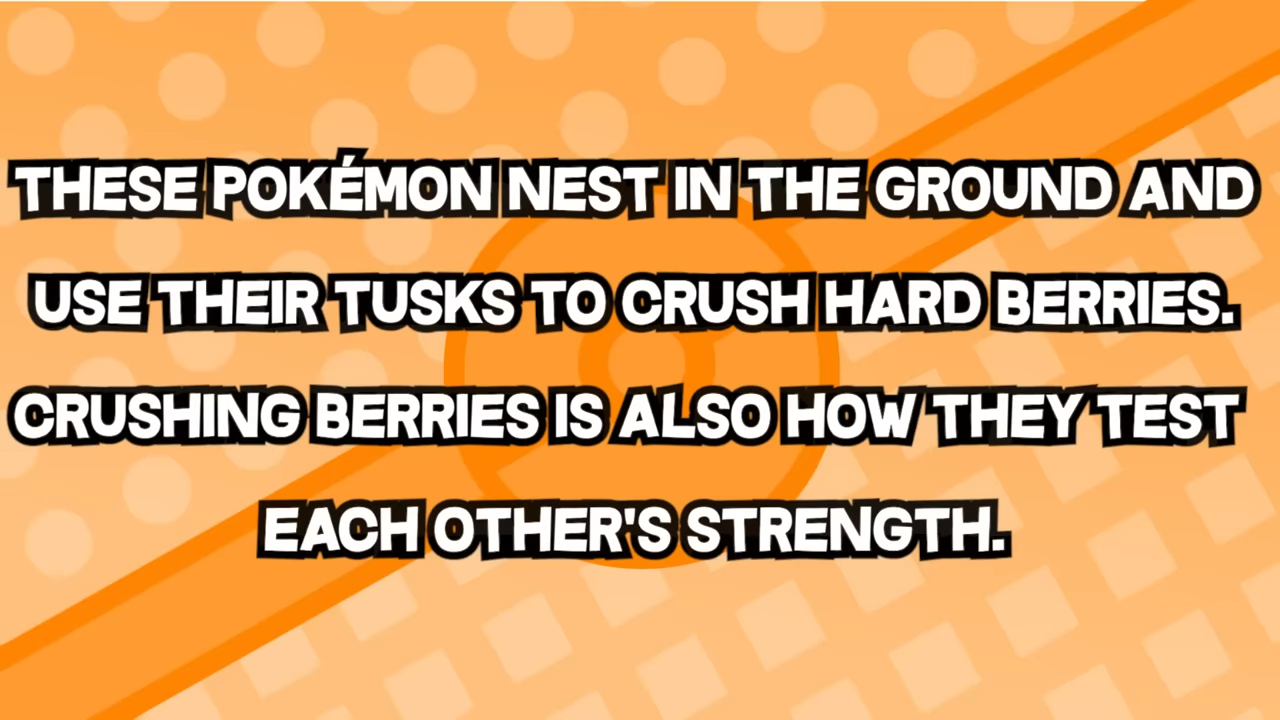 THESE POKÉMON NEST IN THE GROUND AND
USE THEIR TUSKS TO CRUSH HARD BERRIES.
CRUSHING BERRIES IS ALSO HOW THEY TEST
EACH OTHER'S STRENGTH.